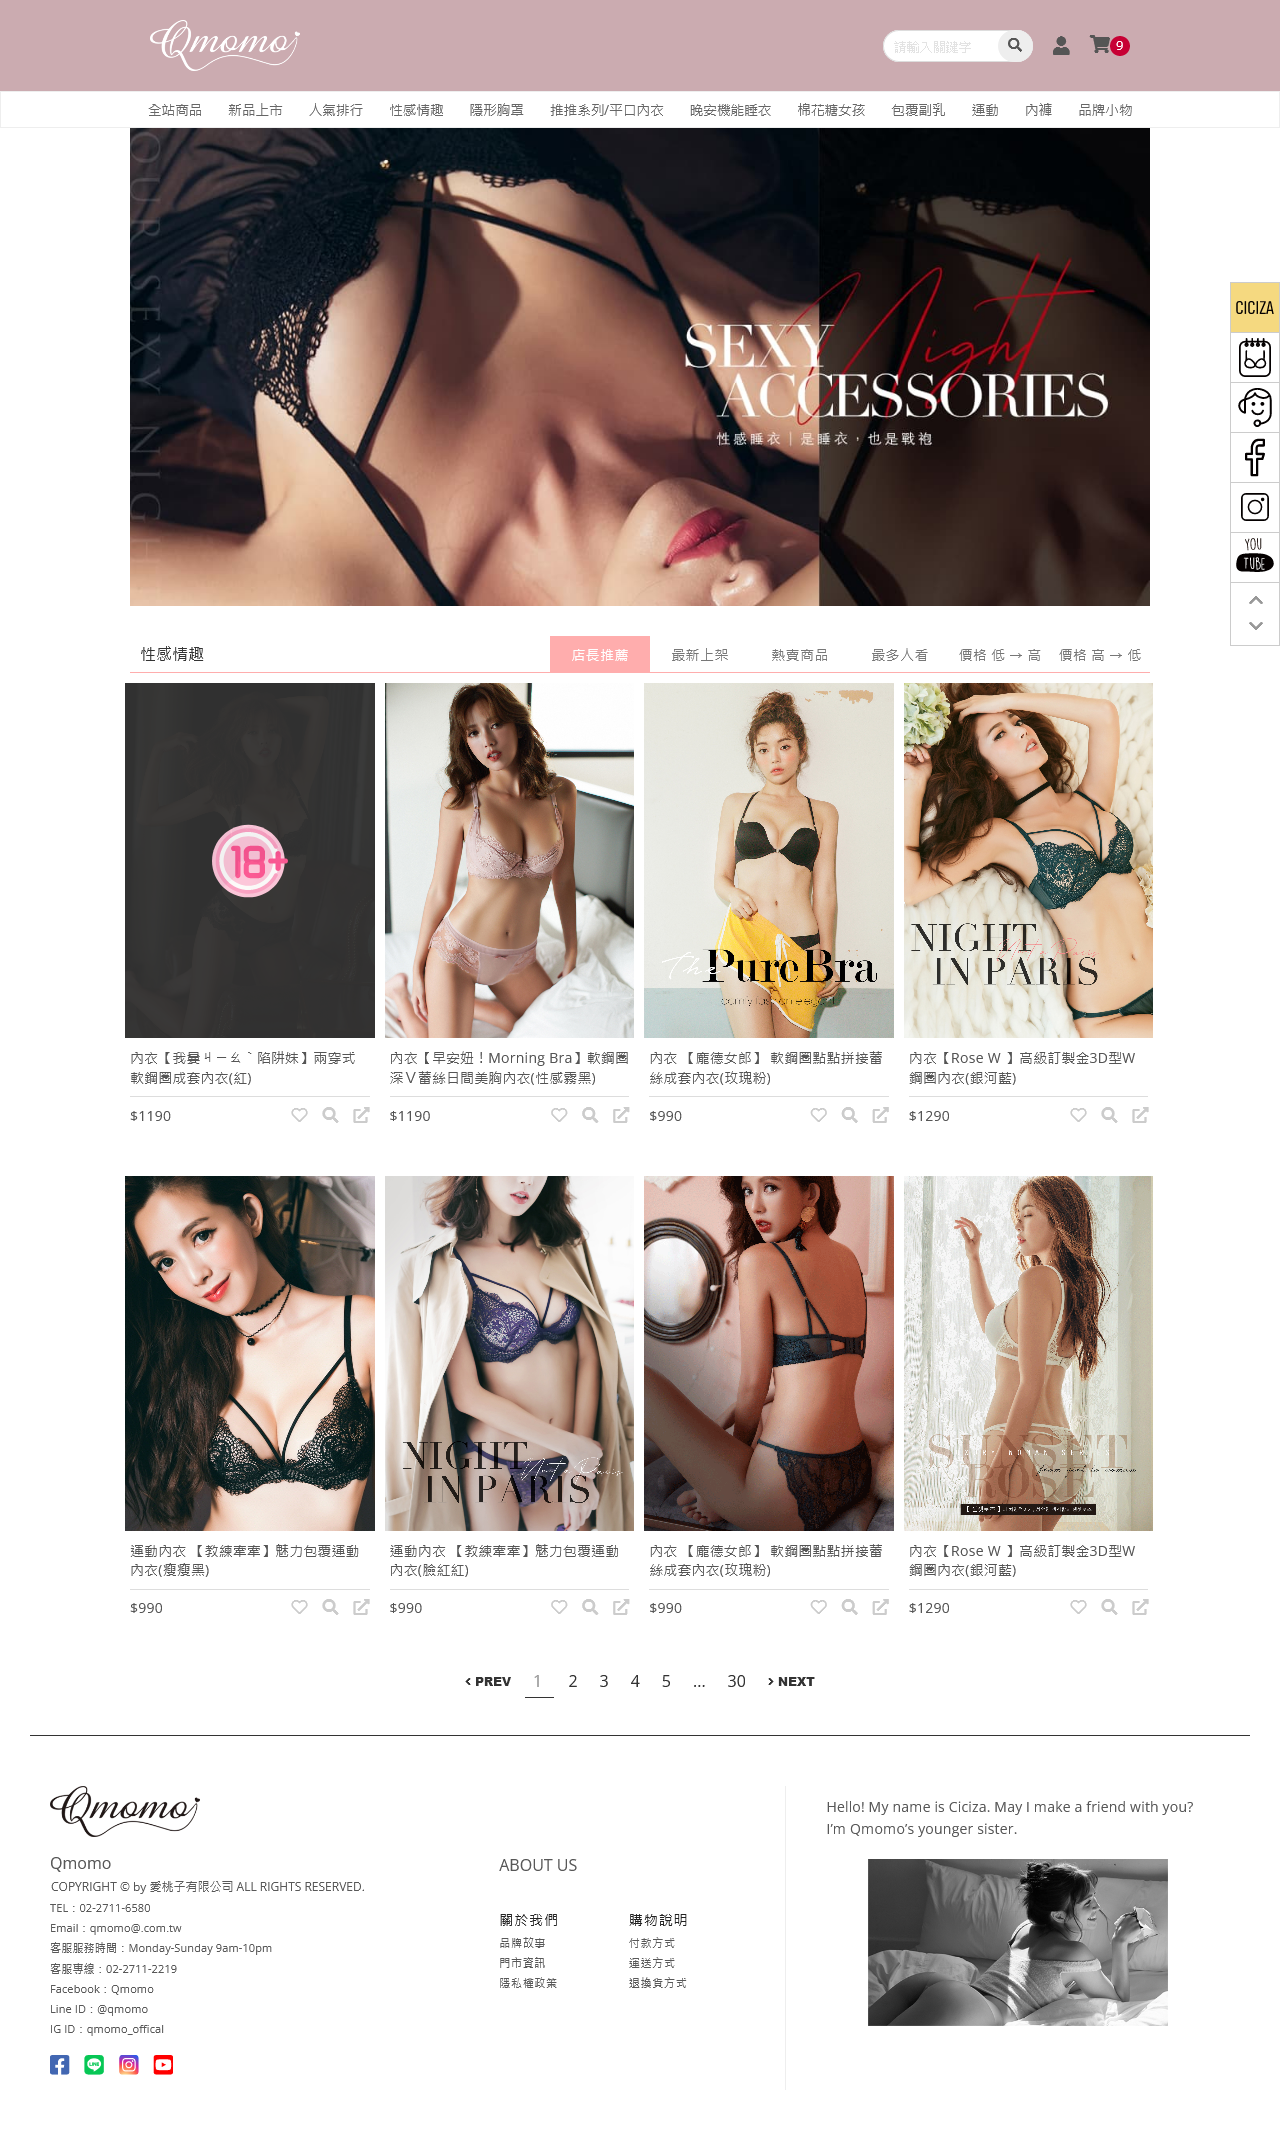 Qmomo
請輸入關鍵字
9
全站商品 新品上市 人氣排行 性感情趣 隱形胸罩 推推系列/平口內衣 晚安機能睡衣 棉花糖女孩 包覆副乳 運動 內褲 品牌小物
OUR SEXY NIGHT
SEXY Night
ACCESSORIES
性感睡衣｜是睡衣，也是戰袍
CICIZA
YOU
TUBE
性感情趣
店長推薦 最新上架 熱賣商品 最多人看 價格 低 → 高 價格 高 → 低
18+
The PureBra
NIGHT
IN PARIS
內衣【我要ㄐㄧㄠˋ陷阱妹】兩穿式
軟鋼圈成套內衣(紅)
$1190
內衣【早安妞！Morning Bra】軟鋼圈
深Ｖ蕾絲日間美胸內衣(性感霧黑)
$1190
內衣 【龐德女郎】 軟鋼圈點點拼接蕾
絲成套內衣(玫瑰粉)
$990
內衣【Rose W 】高級訂製金3D型W
鋼圈內衣(銀河藍)
$1290
NIGHT
IN PARIS
SECRET
ROSE
運動內衣 【教練牽牽】魅力包覆運動
內衣(瘦瘦黑)
$990
運動內衣 【教練牽牽】魅力包覆運動
內衣(臉紅紅)
$990
內衣 【龐德女郎】 軟鋼圈點點拼接蕾
絲成套內衣(玫瑰粉)
$990
內衣【Rose W 】高級訂製金3D型W
鋼圈內衣(銀河藍)
$1290
‹ PREV 1 2 3 4 5 ... 30 › NEXT
Qmomo
Qmomo
COPYRIGHT © by 愛桃子有限公司 ALL RIGHTS RESERVED.
TEL：02-2711-6580
Email：qmomo@.com.tw
客服服務時間：Monday-Sunday 9am-10pm
客服專線：02-2711-2219
Facebook：Qmomo
Line ID：@qmomo
IG ID：qmomo_offical
LINE
ABOUT US
關於我們
品牌故事
門市資訊
隱私權政策
購物說明
付款方式
運送方式
退換貨方式
Hello! My name is Ciciza. May I make a friend with you?
I’m Qmomo’s younger sister.